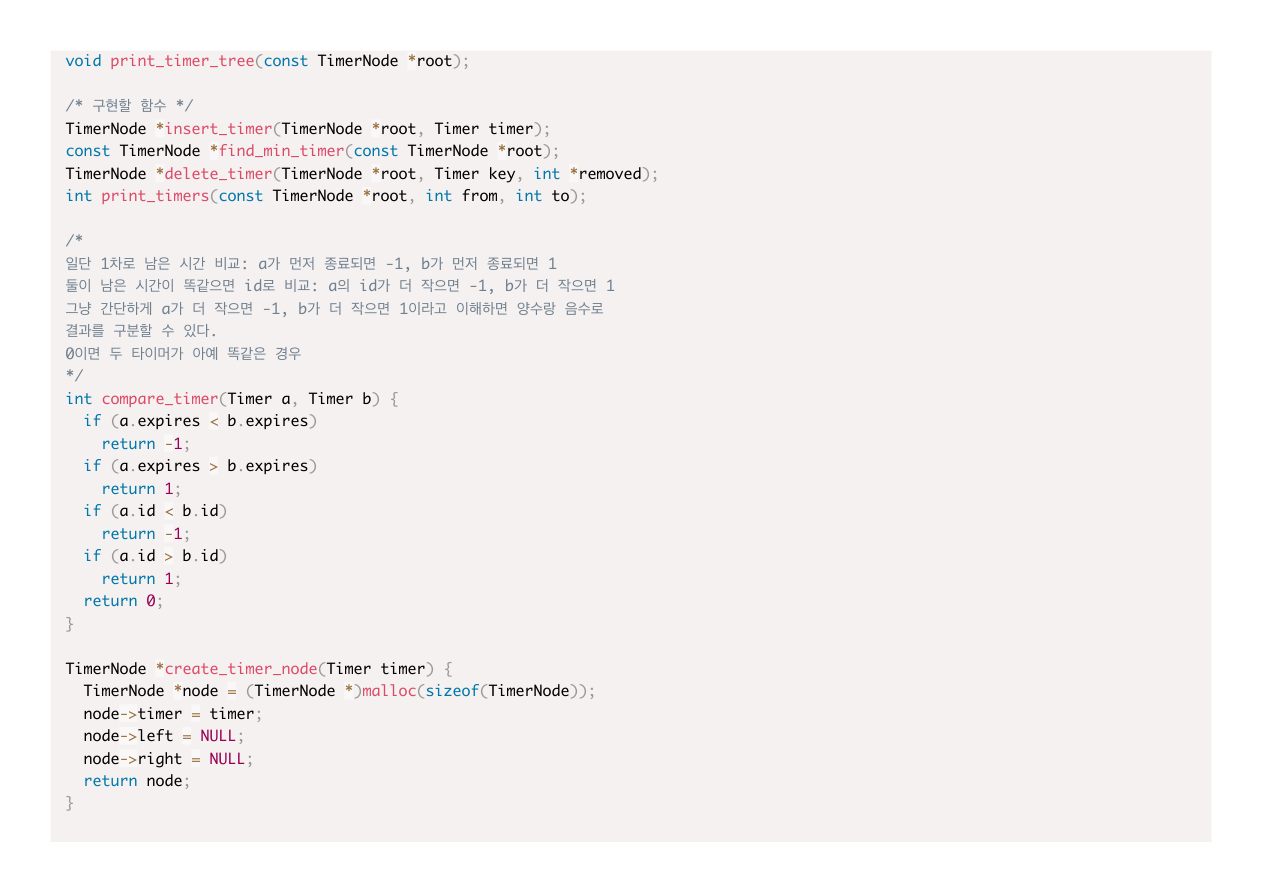 void print_timer_tree(const TimerNode *root);
/* 구현할 함수 */
TimerNode *insert_timer(TimerNode *root, Timer timer);
const TimerNode *find_min_timer(const TimerNode *root);
TimerNode *delete_timer(TimerNode *root, Timer key, int *removed);
int print_timers(const TimerNode *root, int from, int to);
/*
일단 1차로 남은 시간 비교: a가 먼저 종료되면 -1, b가 먼저 종료되면 1
둘이 남은 시간이 똑같으면 id로 비교: a의 id가 더 작으면 -1, b가 더 작으면 1
그냥 간단하게 a가 더 작으면 -1, b가 더 작으면 1이라고 이해하면 양수랑 음수로
결과를 구분할 수 있다.
0이면 두 타이머가 아예 똑같은 경우
*/
int compare_timer(Timer a, Timer b) {
  if (a.expires < b.expires)
    return -1;
  if (a.expires > b.expires)
    return 1;
  if (a.id < b.id)
    return -1;
  if (a.id > b.id)
    return 1;
  return 0;
}
TimerNode *create_timer_node(Timer timer) {
  TimerNode *node = (TimerNode *)malloc(sizeof(TimerNode));
  node->timer = timer;
  node->left = NULL;
  node->right = NULL;
  return node;
}